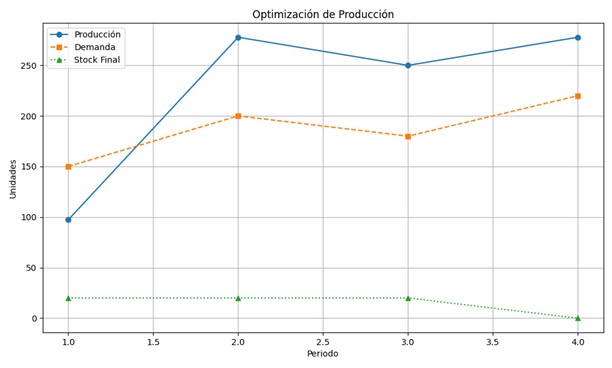 Optimización de Producción
Producción
Demanda
Stock Final
Unidades
250
200
150
100
50
0
1.0 1.5 2.0 2.5 3.0 3.5 4.0
Periodo